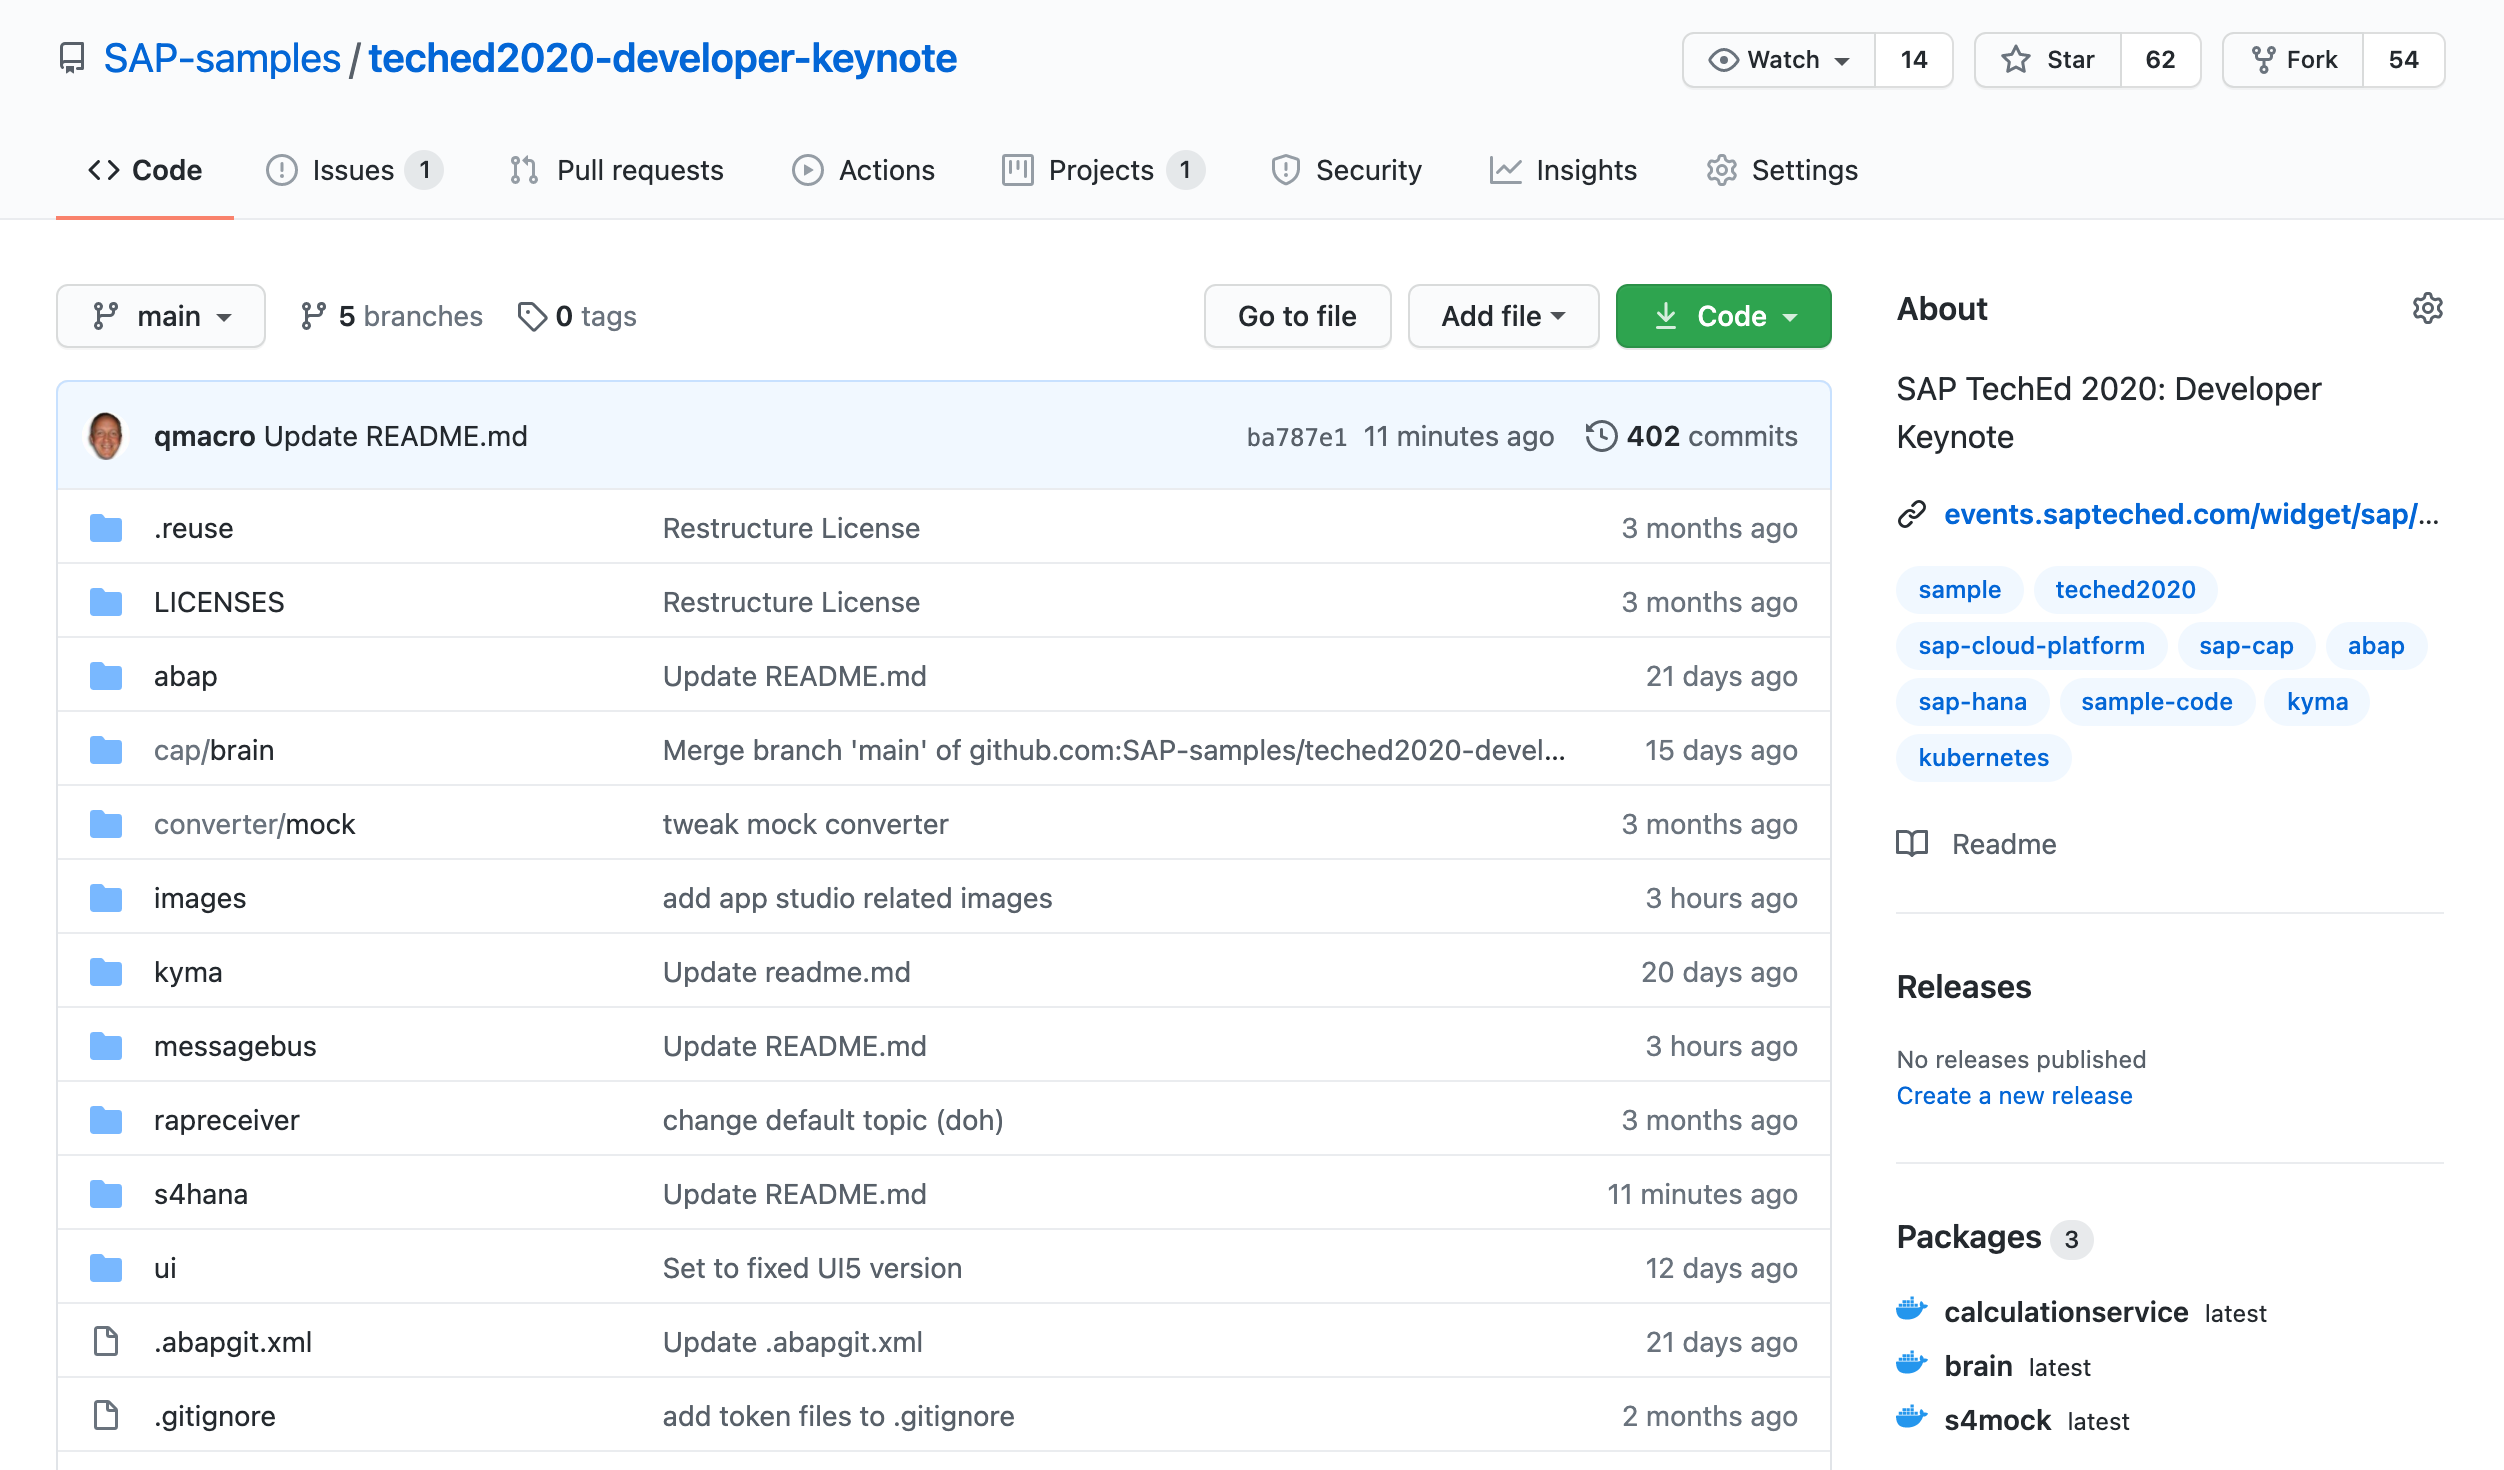 SAP-samples / teched2020-developer-keynote
Watch 14 Star 62 Fork 54
Code Issues 1 Pull requests Actions Projects 1 Security Insights Settings
main 5 branches 0 tags Go to file Add file Code
qmacro Update README.md ba787e1 11 minutes ago 402 commits
.reuse Restructure License 3 months ago
LICENSES Restructure License 3 months ago
abap Update README.md 21 days ago
cap/brain Merge branch 'main' of github.com:SAP-samples/teched2020-devel... 15 days ago
converter/mock tweak mock converter 3 months ago
images add app studio related images 3 hours ago
kyma Update readme.md 20 days ago
messagebus Update README.md 3 hours ago
rapreceiver change default topic (doh) 3 months ago
s4hana Update README.md 11 minutes ago
ui Set to fixed UI5 version 12 days ago
.abapgit.xml Update .abapgit.xml 21 days ago
.gitignore add token files to .gitignore 2 months ago
About
SAP TechEd 2020: Developer
Keynote
events.sapteched.com/widget/sap/...
sample teched2020
sap-cloud-platform sap-cap abap
sap-hana sample-code kyma
kubernetes
Readme
Releases
No releases published
Create a new release
Packages 3
calculationservice latest
brain latest
s4mock latest